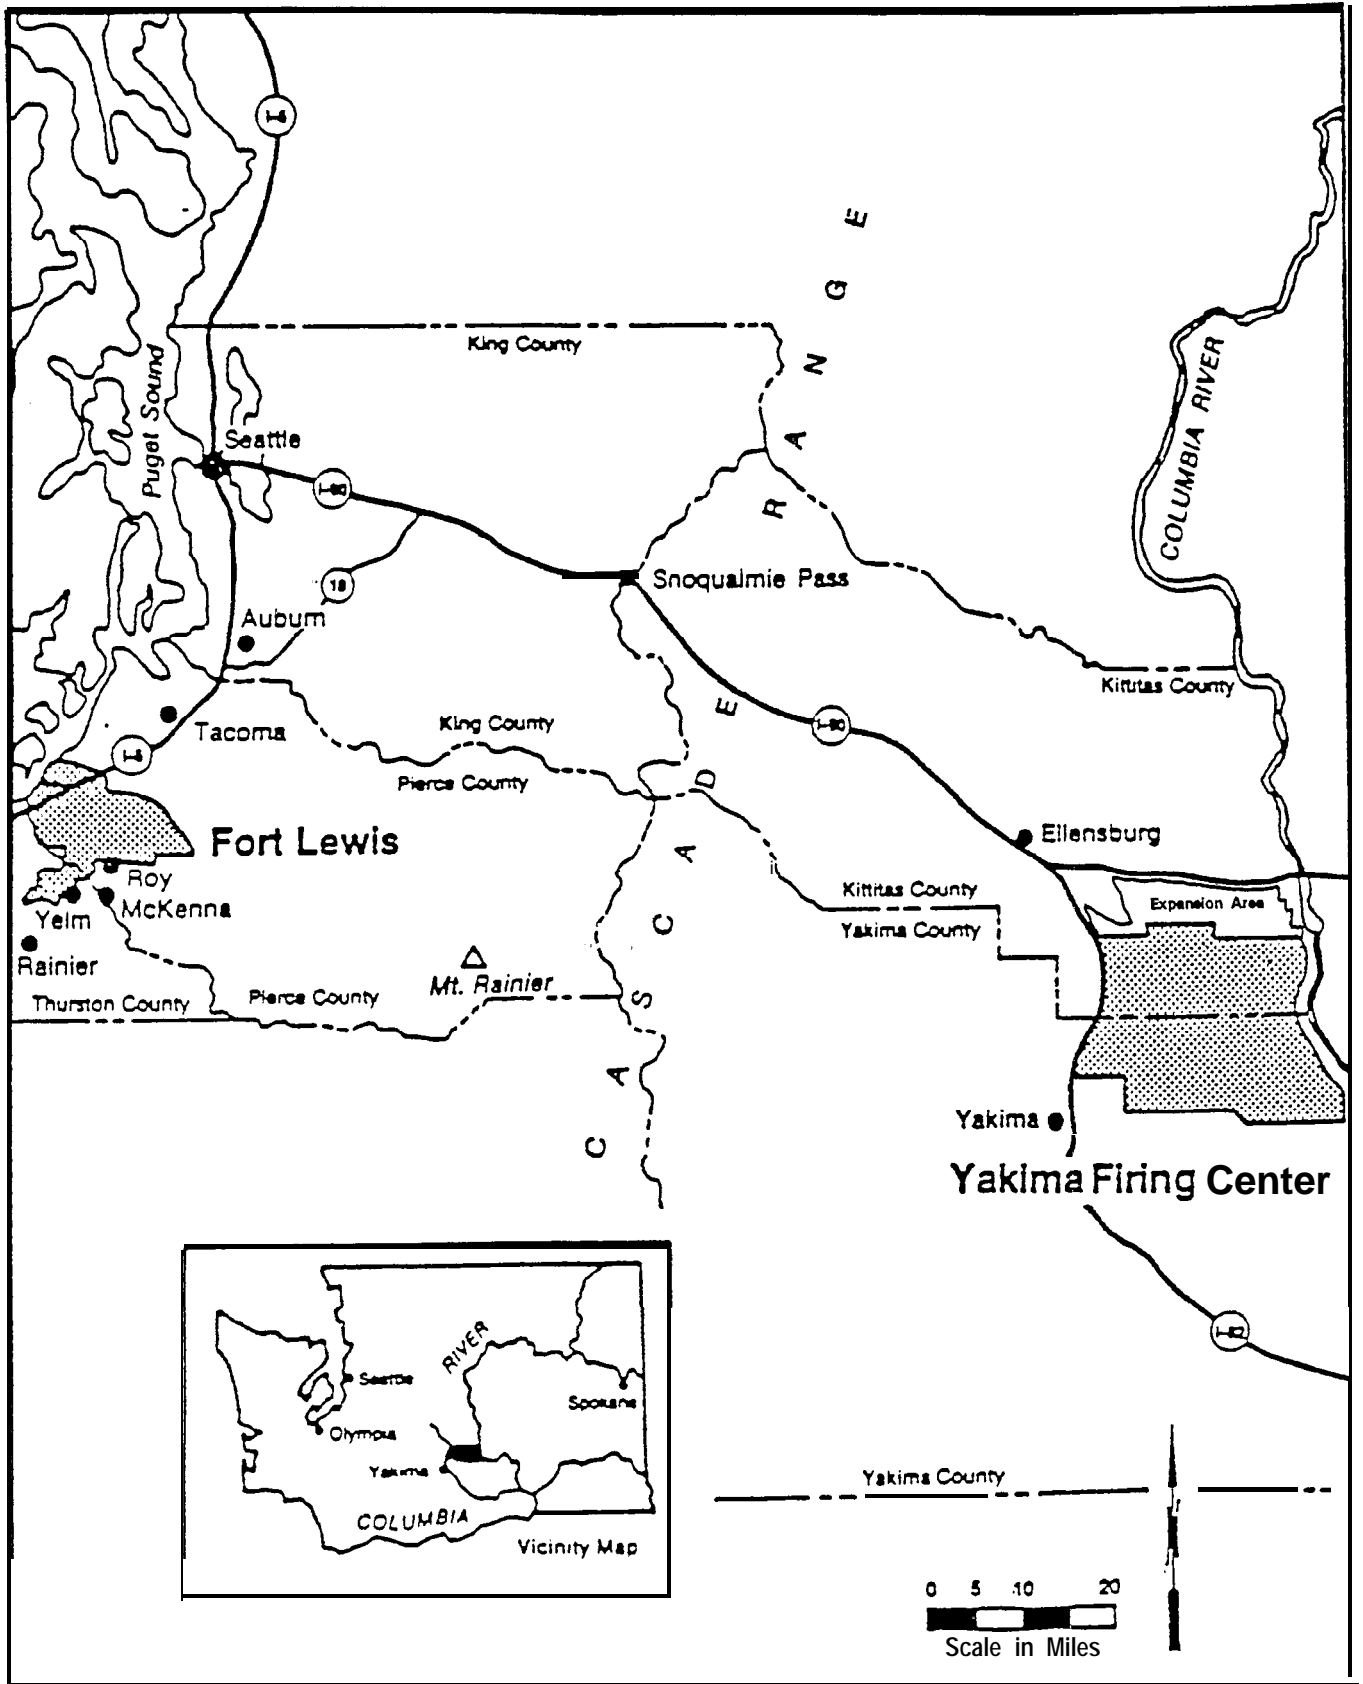 I-5
CASCADE RANGE
King County
COLUMBIA RIVER
Puget Sound
Seattle
I-90
18
Snoqualmie Pass
Auburn
Kittitas County
King County
I-90
Tacoma
I-5
Pierce County
Fort Lewis
Ellensburg
Roy
McKenna
Yelm
Kittitas County
Yakima County
Expansion Area
Rainier
Mt. Rainier
Thurston County
Pierce County
Yakima
Yakima Firing Center
I-82
RIVER
Seattle
Spokane
Olympia
Yakima
COLUMBIA
Vicinity Map
Yakima County
0 5 10 20
Scale in Miles